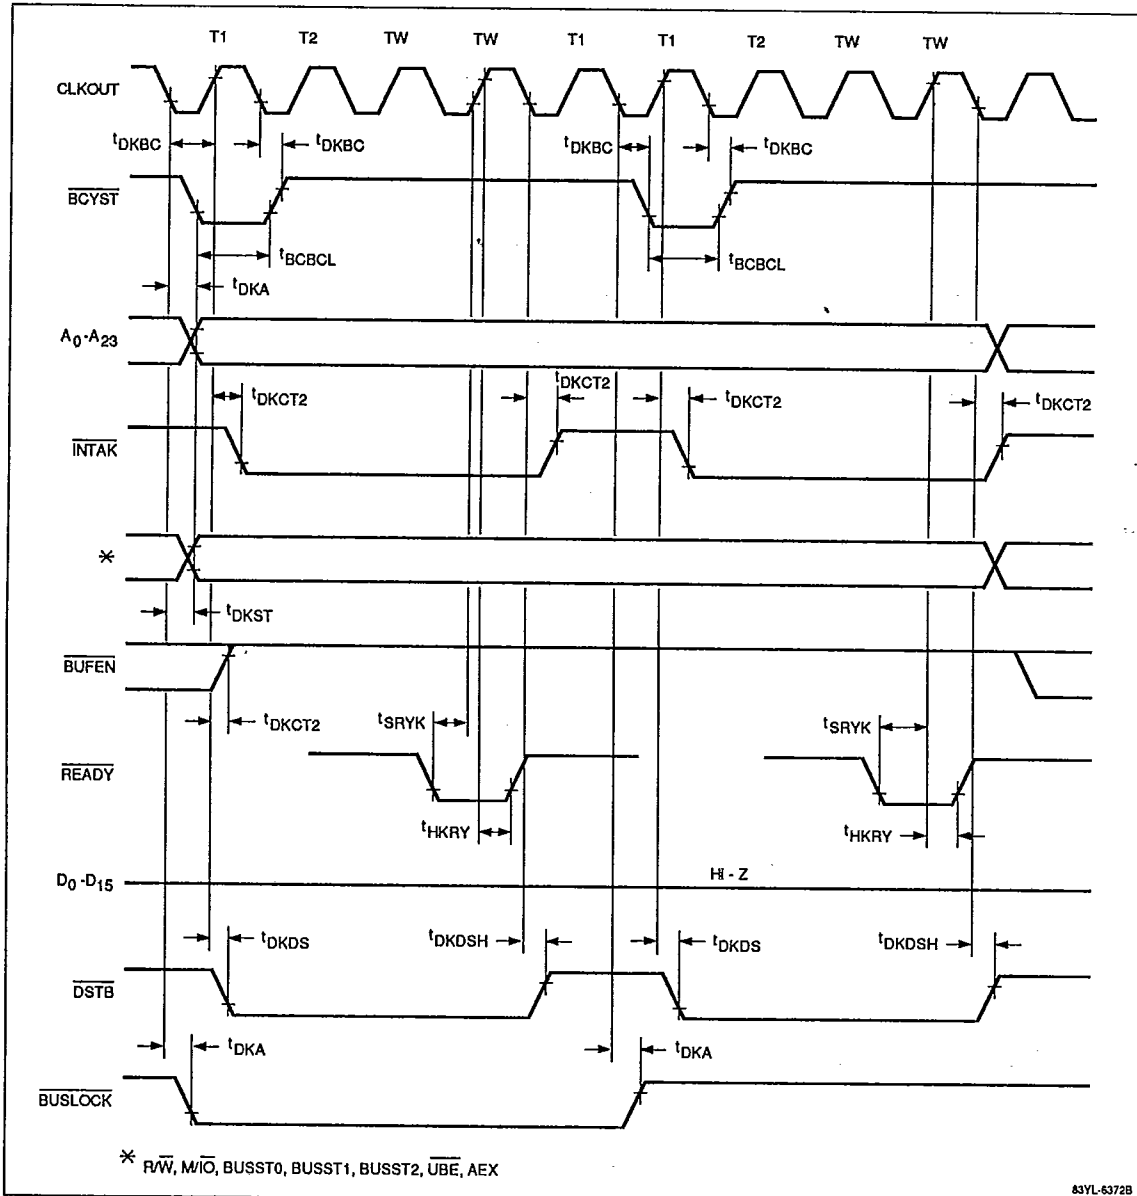 T1 T2 TW TW T1 T1 T2 TW TW
CLKOUT
tDKBC tDKBC tDKBC tDKBC
BCYST
tBCBCL tBCBCL
tDKA
A0-A23
tDKCT2 tDKCT2 tDKCT2 tDKCT2
INTAK
*
tDKST
BUFEN
tDKCT2 tSRYK tSRYK
READY
tHKRY tHKRY
D0-D15 HI - Z
tDKDS tDKDSH tDKDS tDKDSH
DSTB
tDKA tDKA
BUSLOCK
* R/W, M/IO, BUSST0, BUSST1, BUSST2, UBE, AEX
83YL-6372B